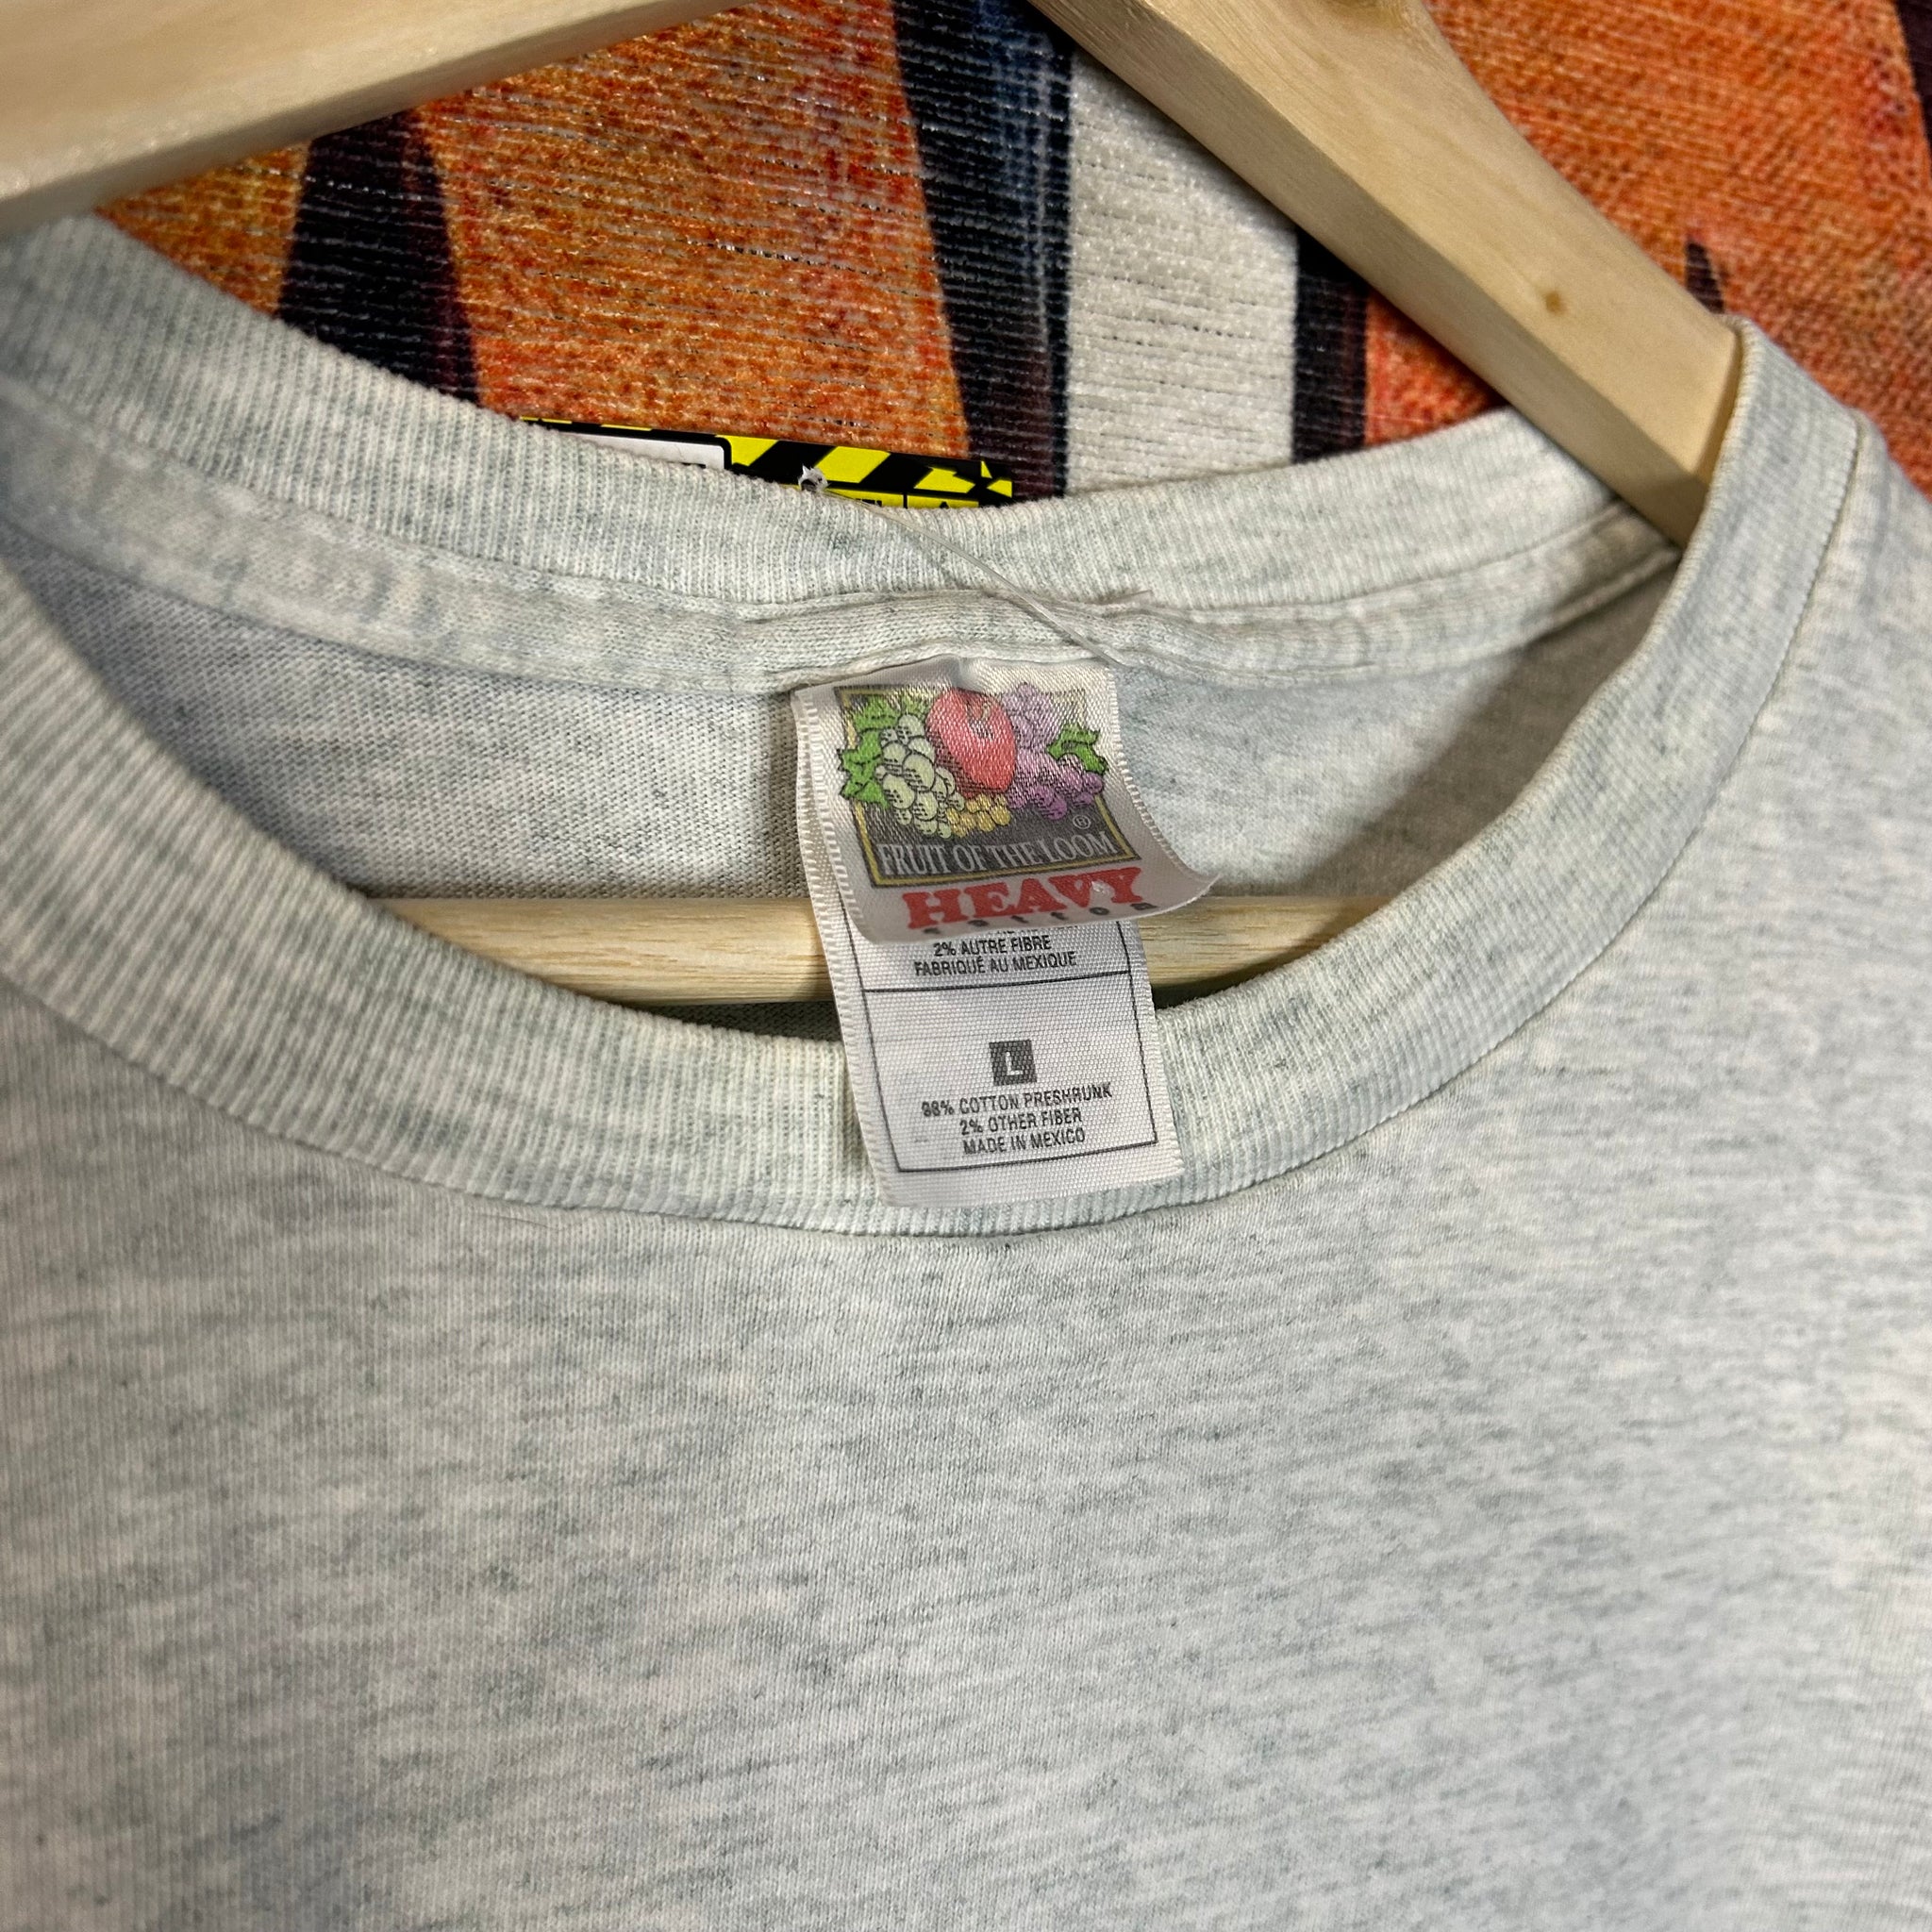 ®
FRUIT OF THE LOOM
HEAVY
cotton
2% AUTRE FIBRE
FABRIQUÉ AU MEXIQUE
L
98% COTTON PRESHRUNK
2% OTHER FIBER
MADE IN MEXICO